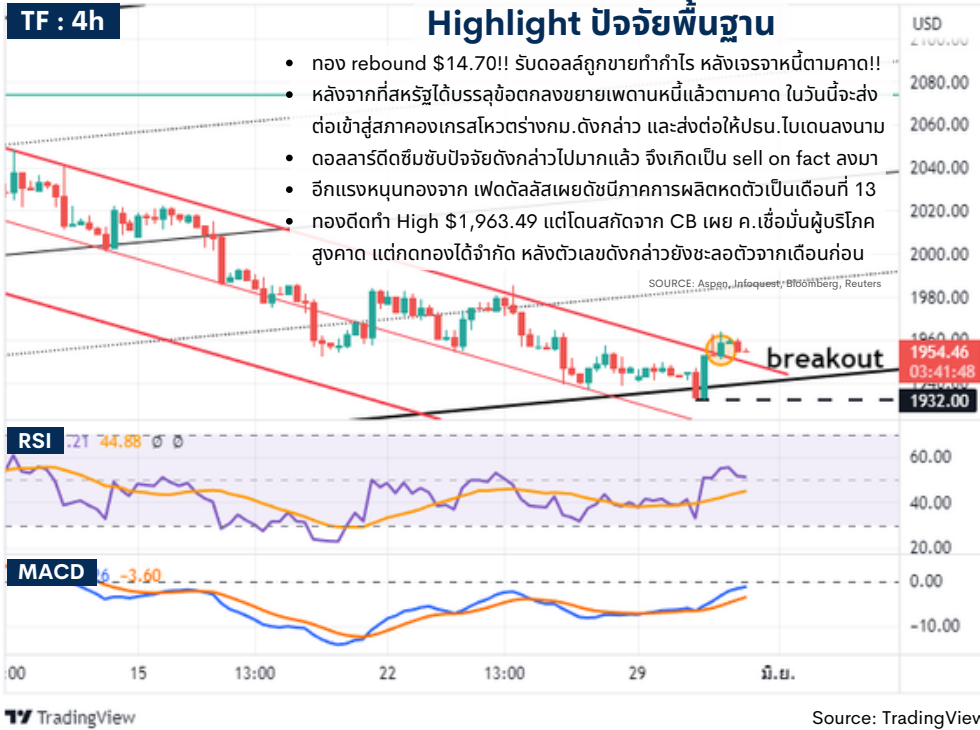 TF : 4h
Highlight ปัจจัยพื้นฐาน
USD
• ทอง rebound $14.70!! รับดอลล์ถูกขายทำกำไร หลังเจรจาหนี้ตามคาด!!
• หลังจากที่สหรัฐได้บรรลุข้อตกลงขยายเพดานหนี้แล้วตามคาด ในวันนี้จะส่ง
ต่อเข้าสู่สภาคองเกรสโหวตร่างกม.ดังกล่าว และส่งต่อให้ปธน.ไบเดนลงนาม
• ดอลลาร์ดีดซึมซับปัจจัยดังกล่าวไปมากแล้ว จึงเกิดเป็น sell on fact ลงมา
• อีกแรงหนุนทองจาก เฟดดัลลัสเผยดัชนีภาคการผลิตหดตัวเป็นเดือนที่ 13
• ทองดีดทำ High $1,963.49 แต่โดนสกัดจาก CB เผย ค.เชื่อมั่นผู้บริโภค
สูงคาด แต่กดทองได้จำกัด หลังตัวเลขดังกล่าวยังชะลอตัวจากเดือนก่อน
SOURCE: Aspen, Infoquest, Bloomberg, Reuters
2080.00
2060.00
2040.00
2020.00
2000.00
1980.00
1960.00
1954.46
03:41:48
1932.00
breakout
RSI
.21 44.88 Ø Ø
60.00
40.00
20.00
MACD
−3.60
0.00
−10.00
:00 15 13:00 22 13:00 29 มิ.ย.
TradingView
Source: TradingView